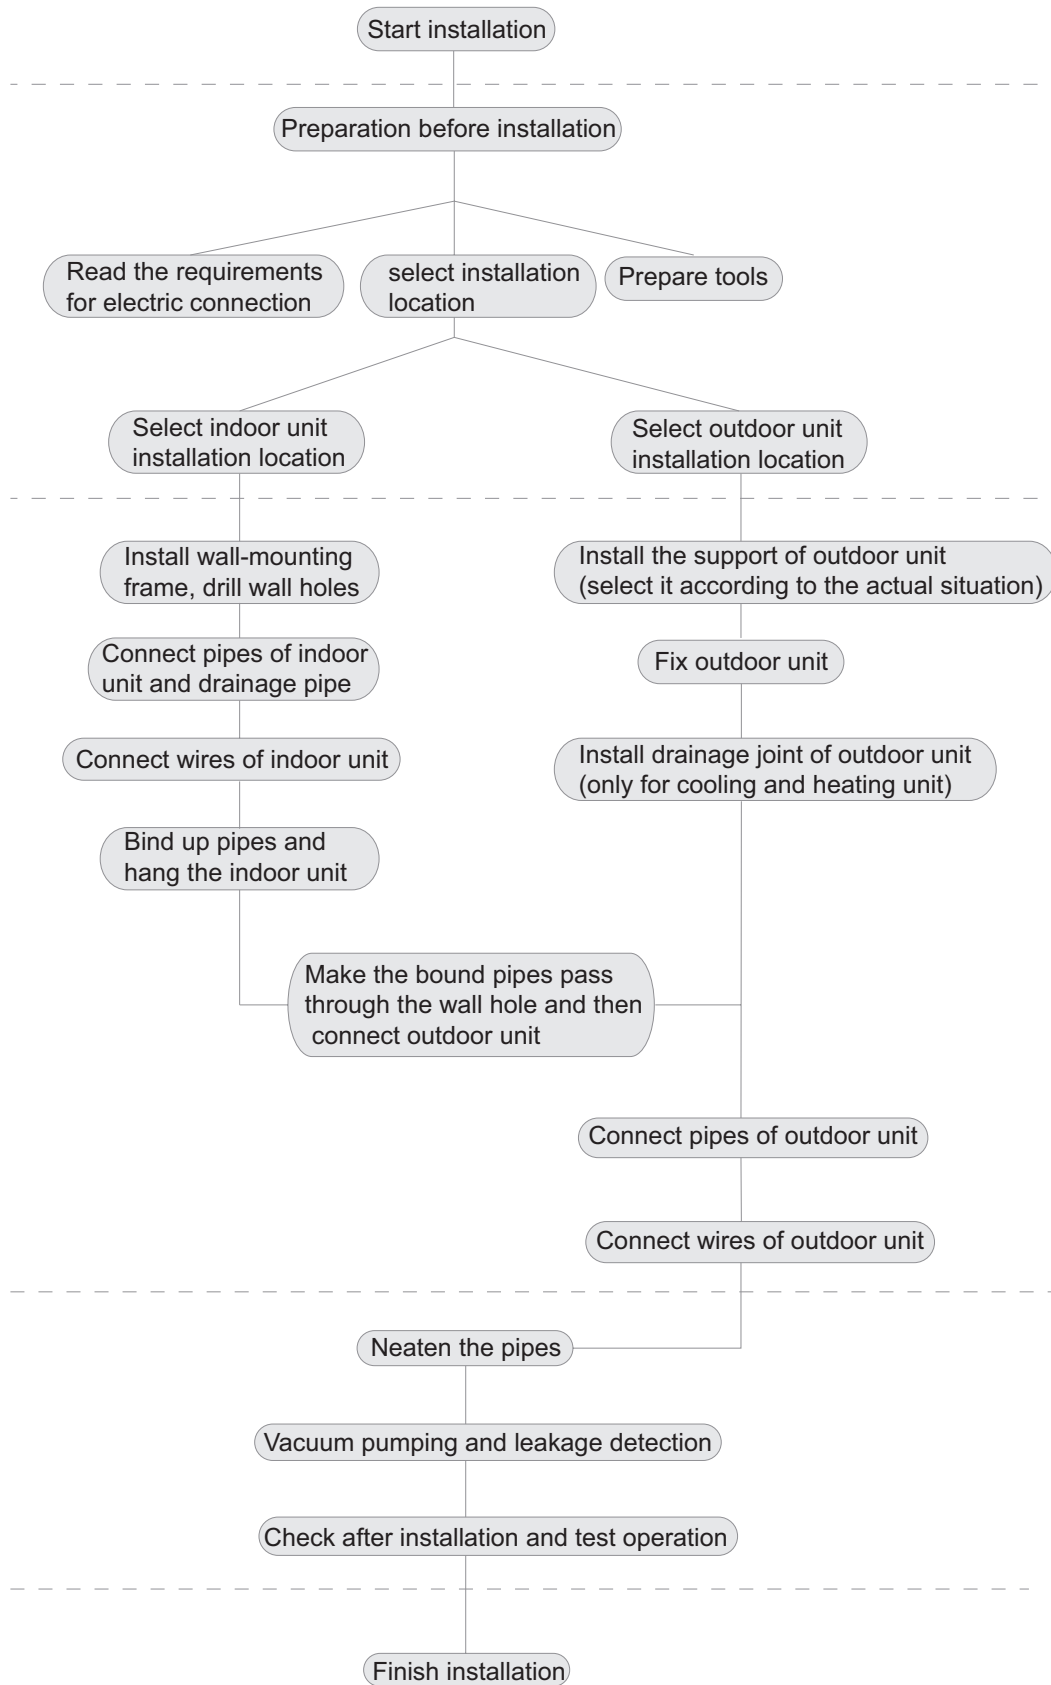 Start installation
Preparation before installation
Read the requirements
for electric connection
select installation
location
Prepare tools
Select indoor unit
installation location
Select outdoor unit
installation location
Install wall-mounting
frame, drill wall holes
Install the support of outdoor unit
(select it according to the actual situation)
Connect pipes of indoor
unit and drainage pipe
Fix outdoor unit
Connect wires of indoor unit
Install drainage joint of outdoor unit
(only for cooling and heating unit)
Bind up pipes and
hang the indoor unit
Make the bound pipes pass
through the wall hole and then
connect outdoor unit
Connect pipes of outdoor unit
Connect wires of outdoor unit
Neaten the pipes
Vacuum pumping and leakage detection
Check after installation and test operation
Finish installation